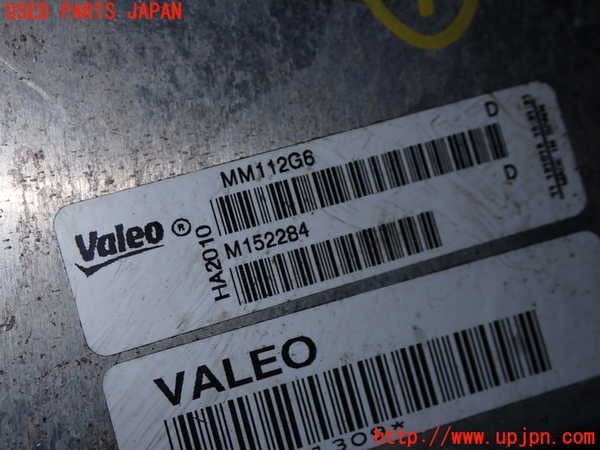 USED PARTS JAPAN
MM112G6
D
Valeo ®
HA2010
M152284
D
VALEO
http://www.upjpn.com